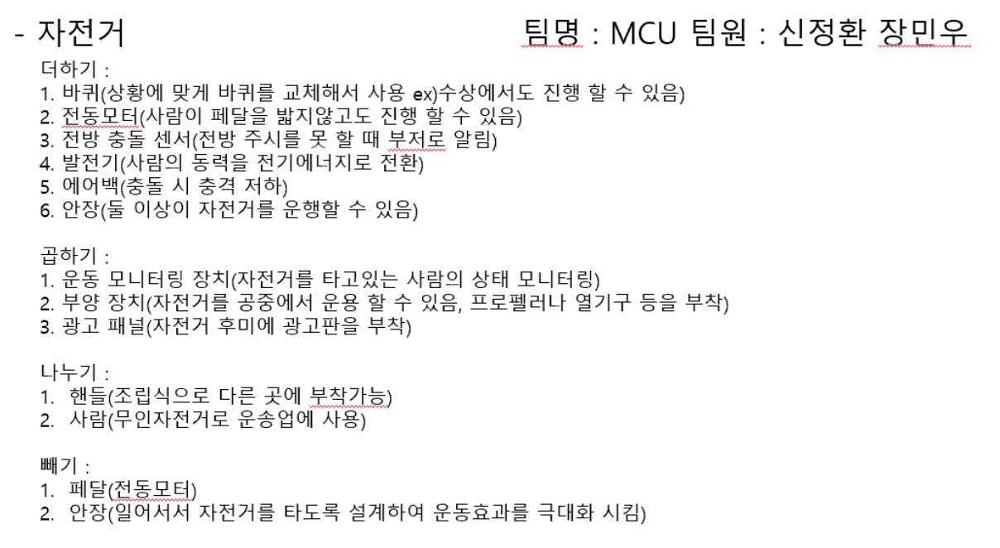 - 자전거
팀명 : MCU 팀원 : 신정환 장민우
더하기 :
1. 바퀴(상황에 맞게 바퀴를 교체해서 사용 ex)수상에서도 진행 할 수 있음)
2. 전동모터(사람이 페달을 밟지않고도 진행 할 수 있음)
3. 전방 충돌 센서(전방 주시를 못 할 때 부저로 알림)
4. 발전기(사람의 동력을 전기에너지로 전환)
5. 에어백(충돌 시 충격 저하)
6. 안장(둘 이상이 자전거를 운행할 수 있음)
곱하기 :
1. 운동 모니터링 장치(자전거를 타고있는 사람의 상태 모니터링)
2. 부양 장치(자전거를 공중에서 운용 할 수 있음, 프로펠러나 열기구 등을 부착)
3. 광고 패널(자전거 후미에 광고판을 부착)
나누기 :
1. 핸들(조립식으로 다른 곳에 부착가능)
2. 사람(무인자전거로 운송업에 사용)
빼기 :
1. 페달(전동모터)
2. 안장(일어서서 자전거를 타도록 설계하여 운동효과를 극대화 시킴)